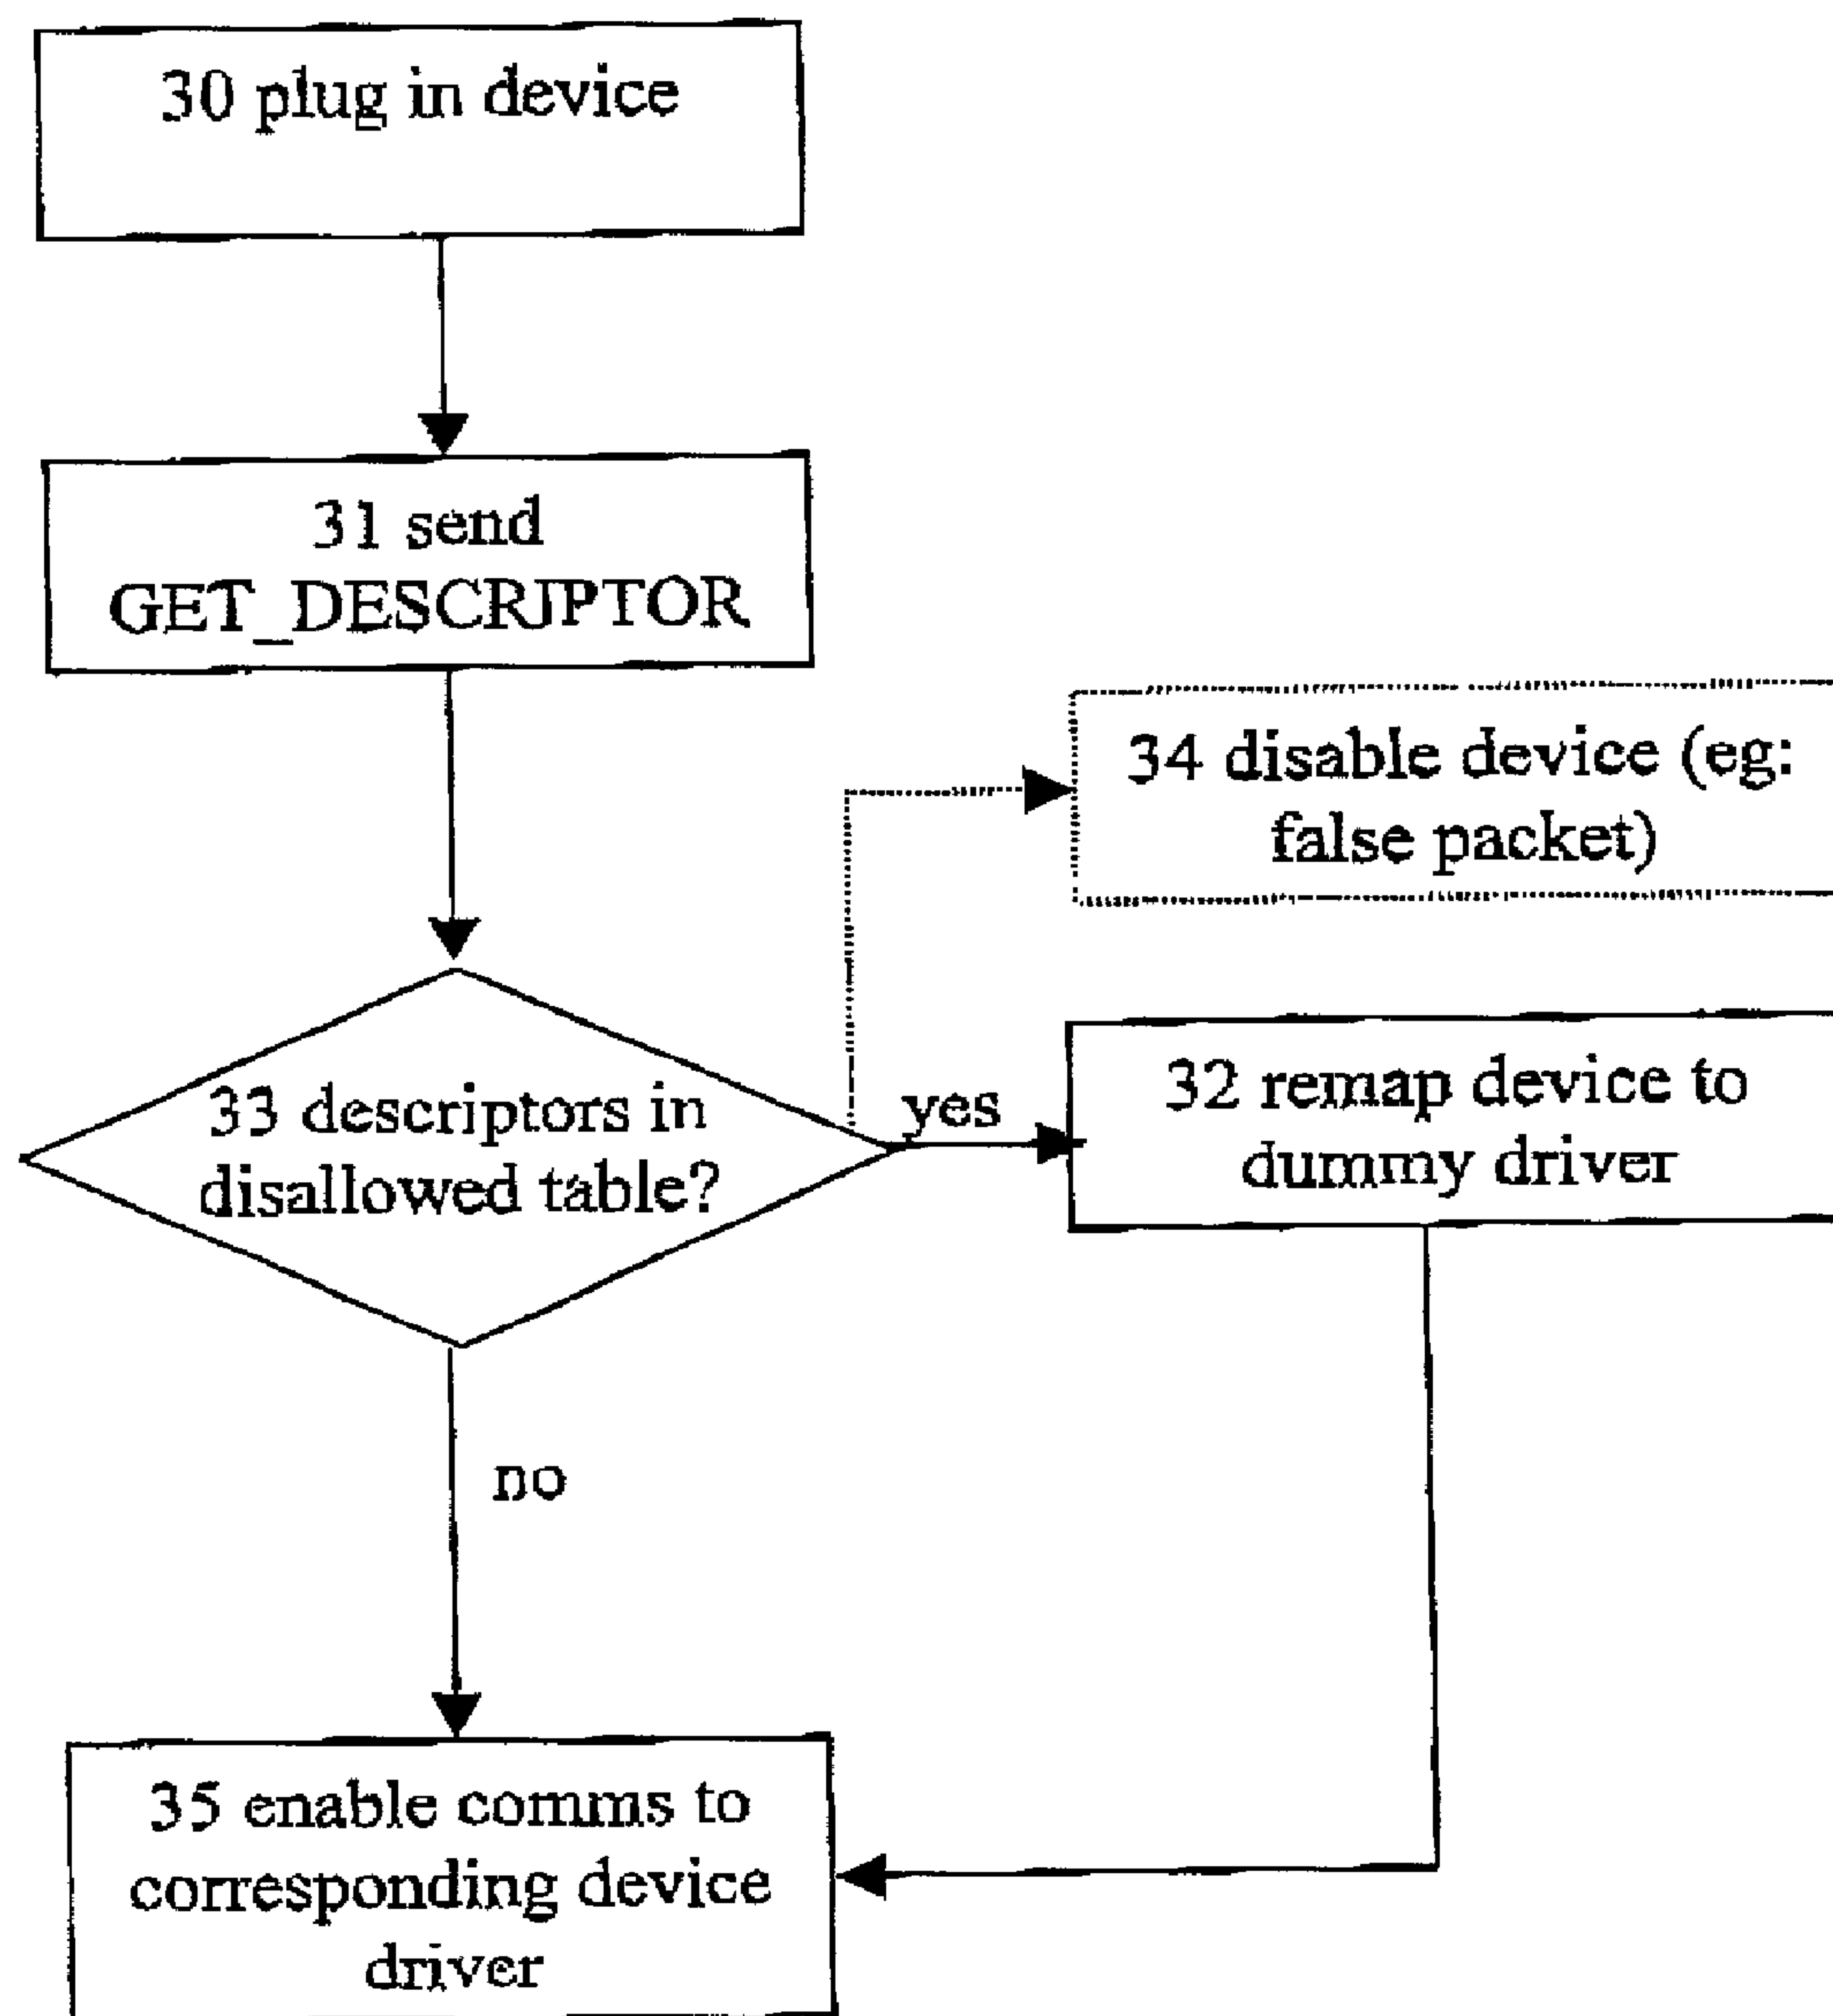 30 plug in device
31 send
GET_DESCRIPTOR
34 disable device (eg:
false packet)
33 descriptors in
disallowed table?
yes
32 remap device to
dummy driver
no
35 enable comms to
corresponding device
driver